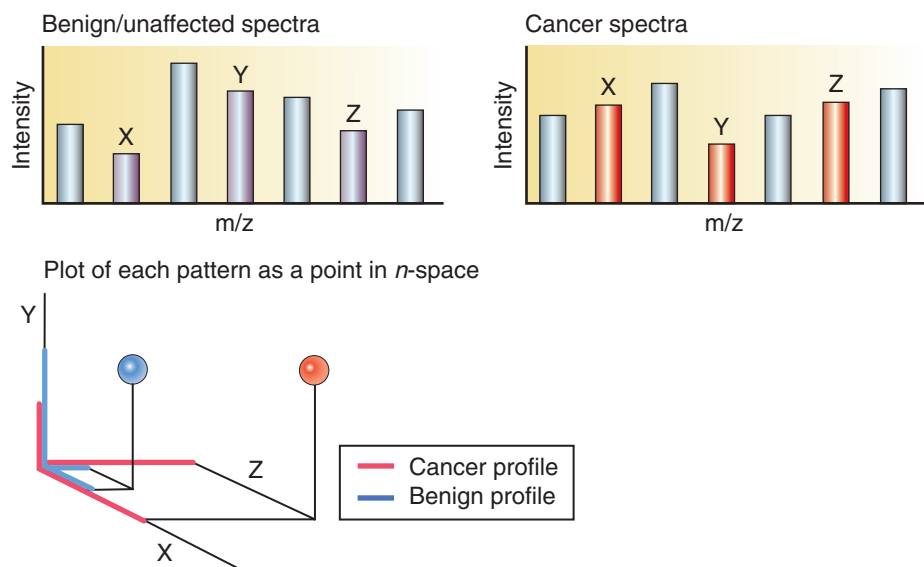 Benign/unaffected spectra
Intensity
X
Y
Z
m/z
Cancer spectra
Intensity
X
Y
Z
m/z
Plot of each pattern as a point in n-space
Y
Z
X
Cancer profile
Benign profile